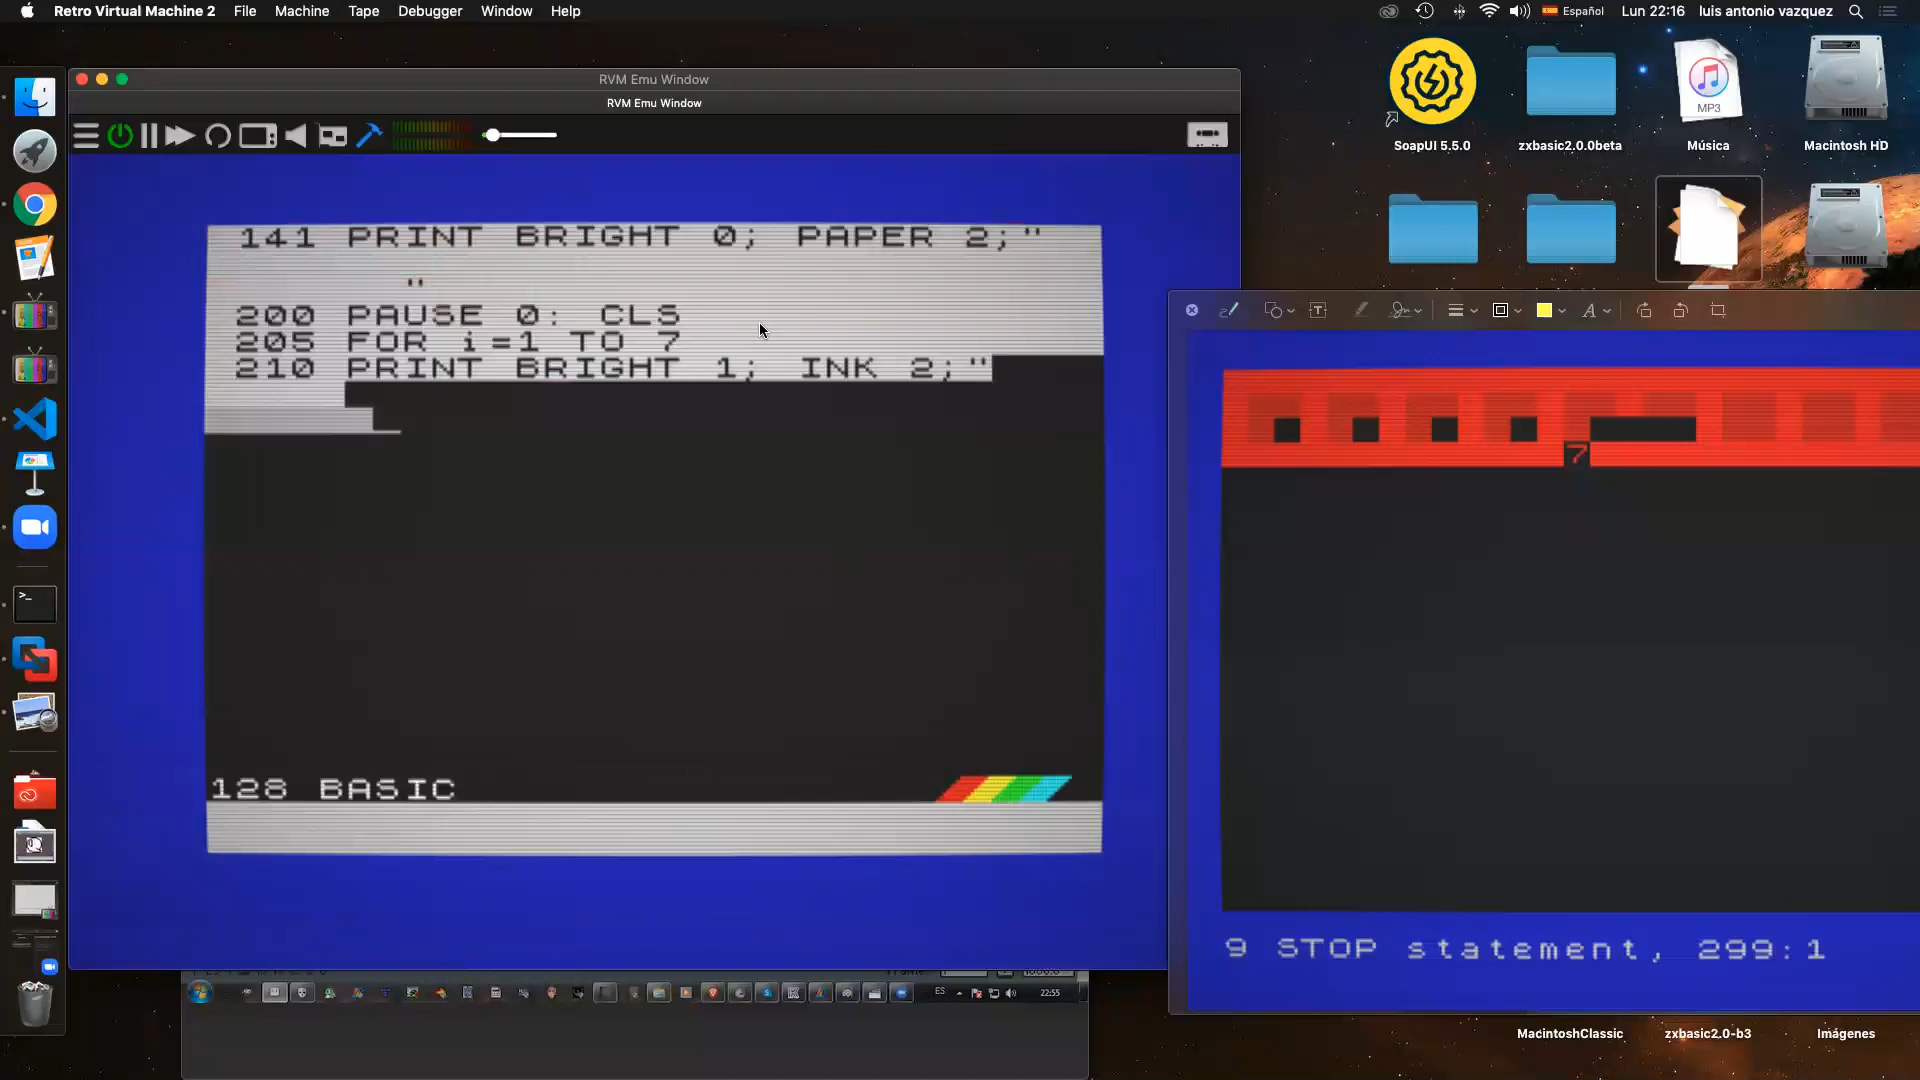 Retro Virtual Machine 2 File Machine Tape Debugger Window Help
Español Lun 22:16 luis antonio vazquez
RVM Emu Window
RVM Emu Window
141 PRINT BRIGHT 0; PAPER 2;"
"
200 PAUSE 0: CLS
205 FOR i=1 TO 7
210 PRINT BRIGHT 1; INK 2;"
128 BASIC
SoapUI 5.5.0
zxbasic2.0.0beta
MP3
Música
Macintosh HD
7
9 STOP statement, 299:1
ES 22:55
MacintoshClassic
zxbasic2.0-b3
Imágenes